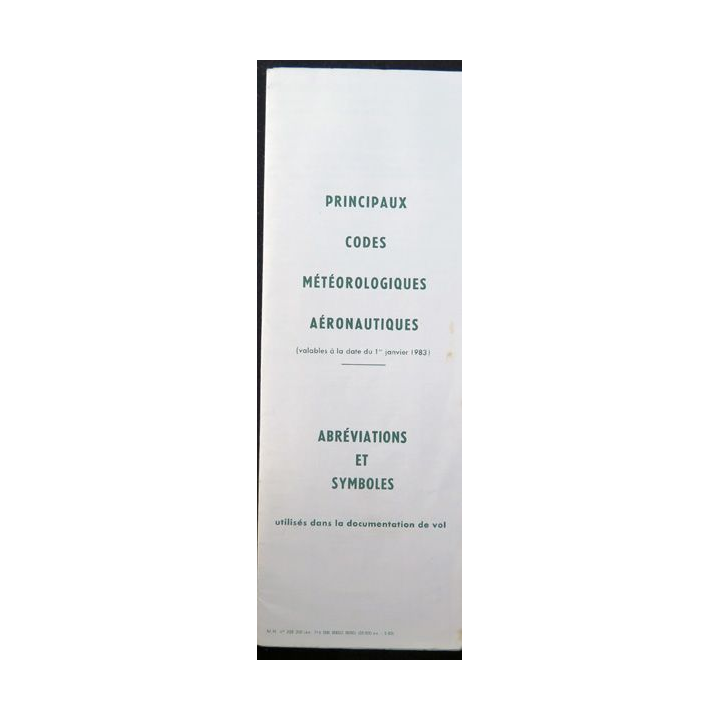 PRINCIPAUX
CODES
MÉTÉOROLOGIQUES
AÉRONAUTIQUES
(valables à la date du 1er janvier 1983)
ABRÉVIATIONS
ET
SYMBOLES
utilisés dans la documentation de vol